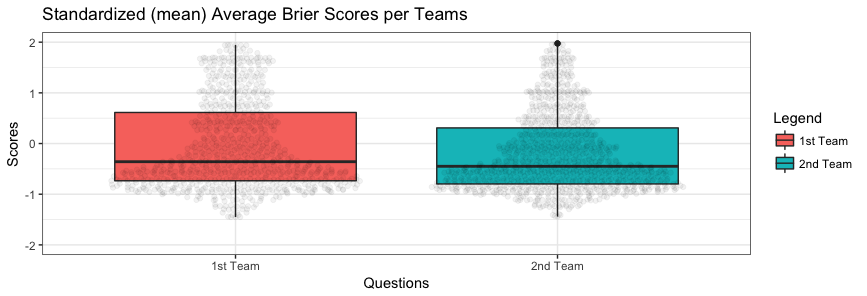 Standardized (mean) Average Brier Scores per Teams
2
1
0
-1
-2
Scores
1st Team
2nd Team
Questions
Legend
1st Team
2nd Team